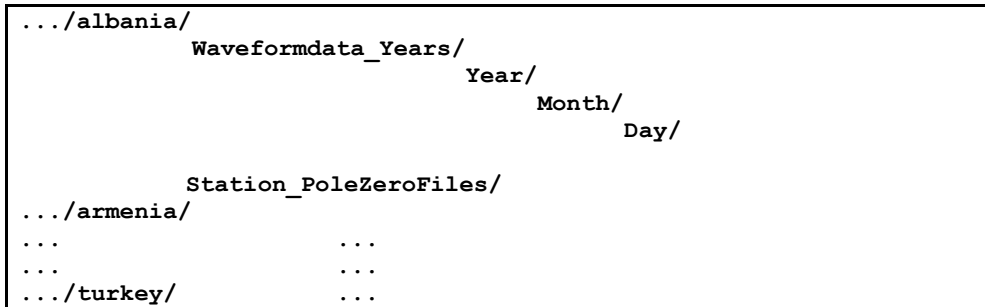 .../albania/
Waveformdata_Years/
Year/
Month/
Day/
Station_PoleZeroFiles/
.../armenia/
... ...
... ...
.../turkey/ ...